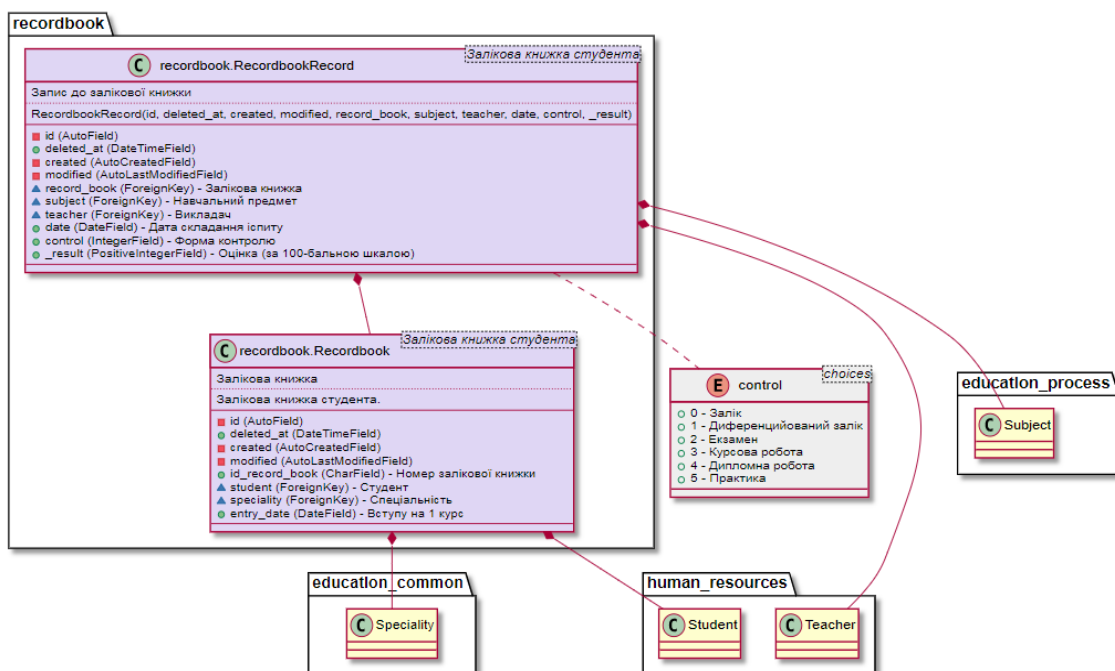 recordbook
Залікова книжка студента
C recordbook.RecordbookRecord
Запис до залікової книжки
RecordbookRecord(id, deleted_at, created, modified, record_book, subject, teacher, date, control, _result)
id (AutoField)
deleted_at (DateTimeField)
created (AutoCreatedField)
modified (AutoLastModifiedField)
record_book (ForeignKey) - Залікова книжка
subject (ForeignKey) - Навчальний предмет
teacher (ForeignKey) - Викладач
date (DateField) - Дата складання іспиту
control (IntegerField) - Форма контролю
_result (PositiveIntegerField) - Оцінка (за 100-бальною шкалою)
Залікова книжка студента
C recordbook.Recordbook
Залікова книжка
Залікова книжка студента.
id (AutoField)
deleted_at (DateTimeField)
created (AutoCreatedField)
modified (AutoLastModifiedField)
id_record_book (CharField) - Номер залікової книжки
student (ForeignKey) - Студент
speciality (ForeignKey) - Спеціальність
entry_date (DateField) - Вступу на 1 курс
choices
E control
0 - Залік
1 - Диференцийований залік
2 - Екзамен
3 - Курсова робота
4 - Дипломна робота
5 - Практика
education_process
C Subject
education_common
C Speciality
human_resources
C Student
C Teacher